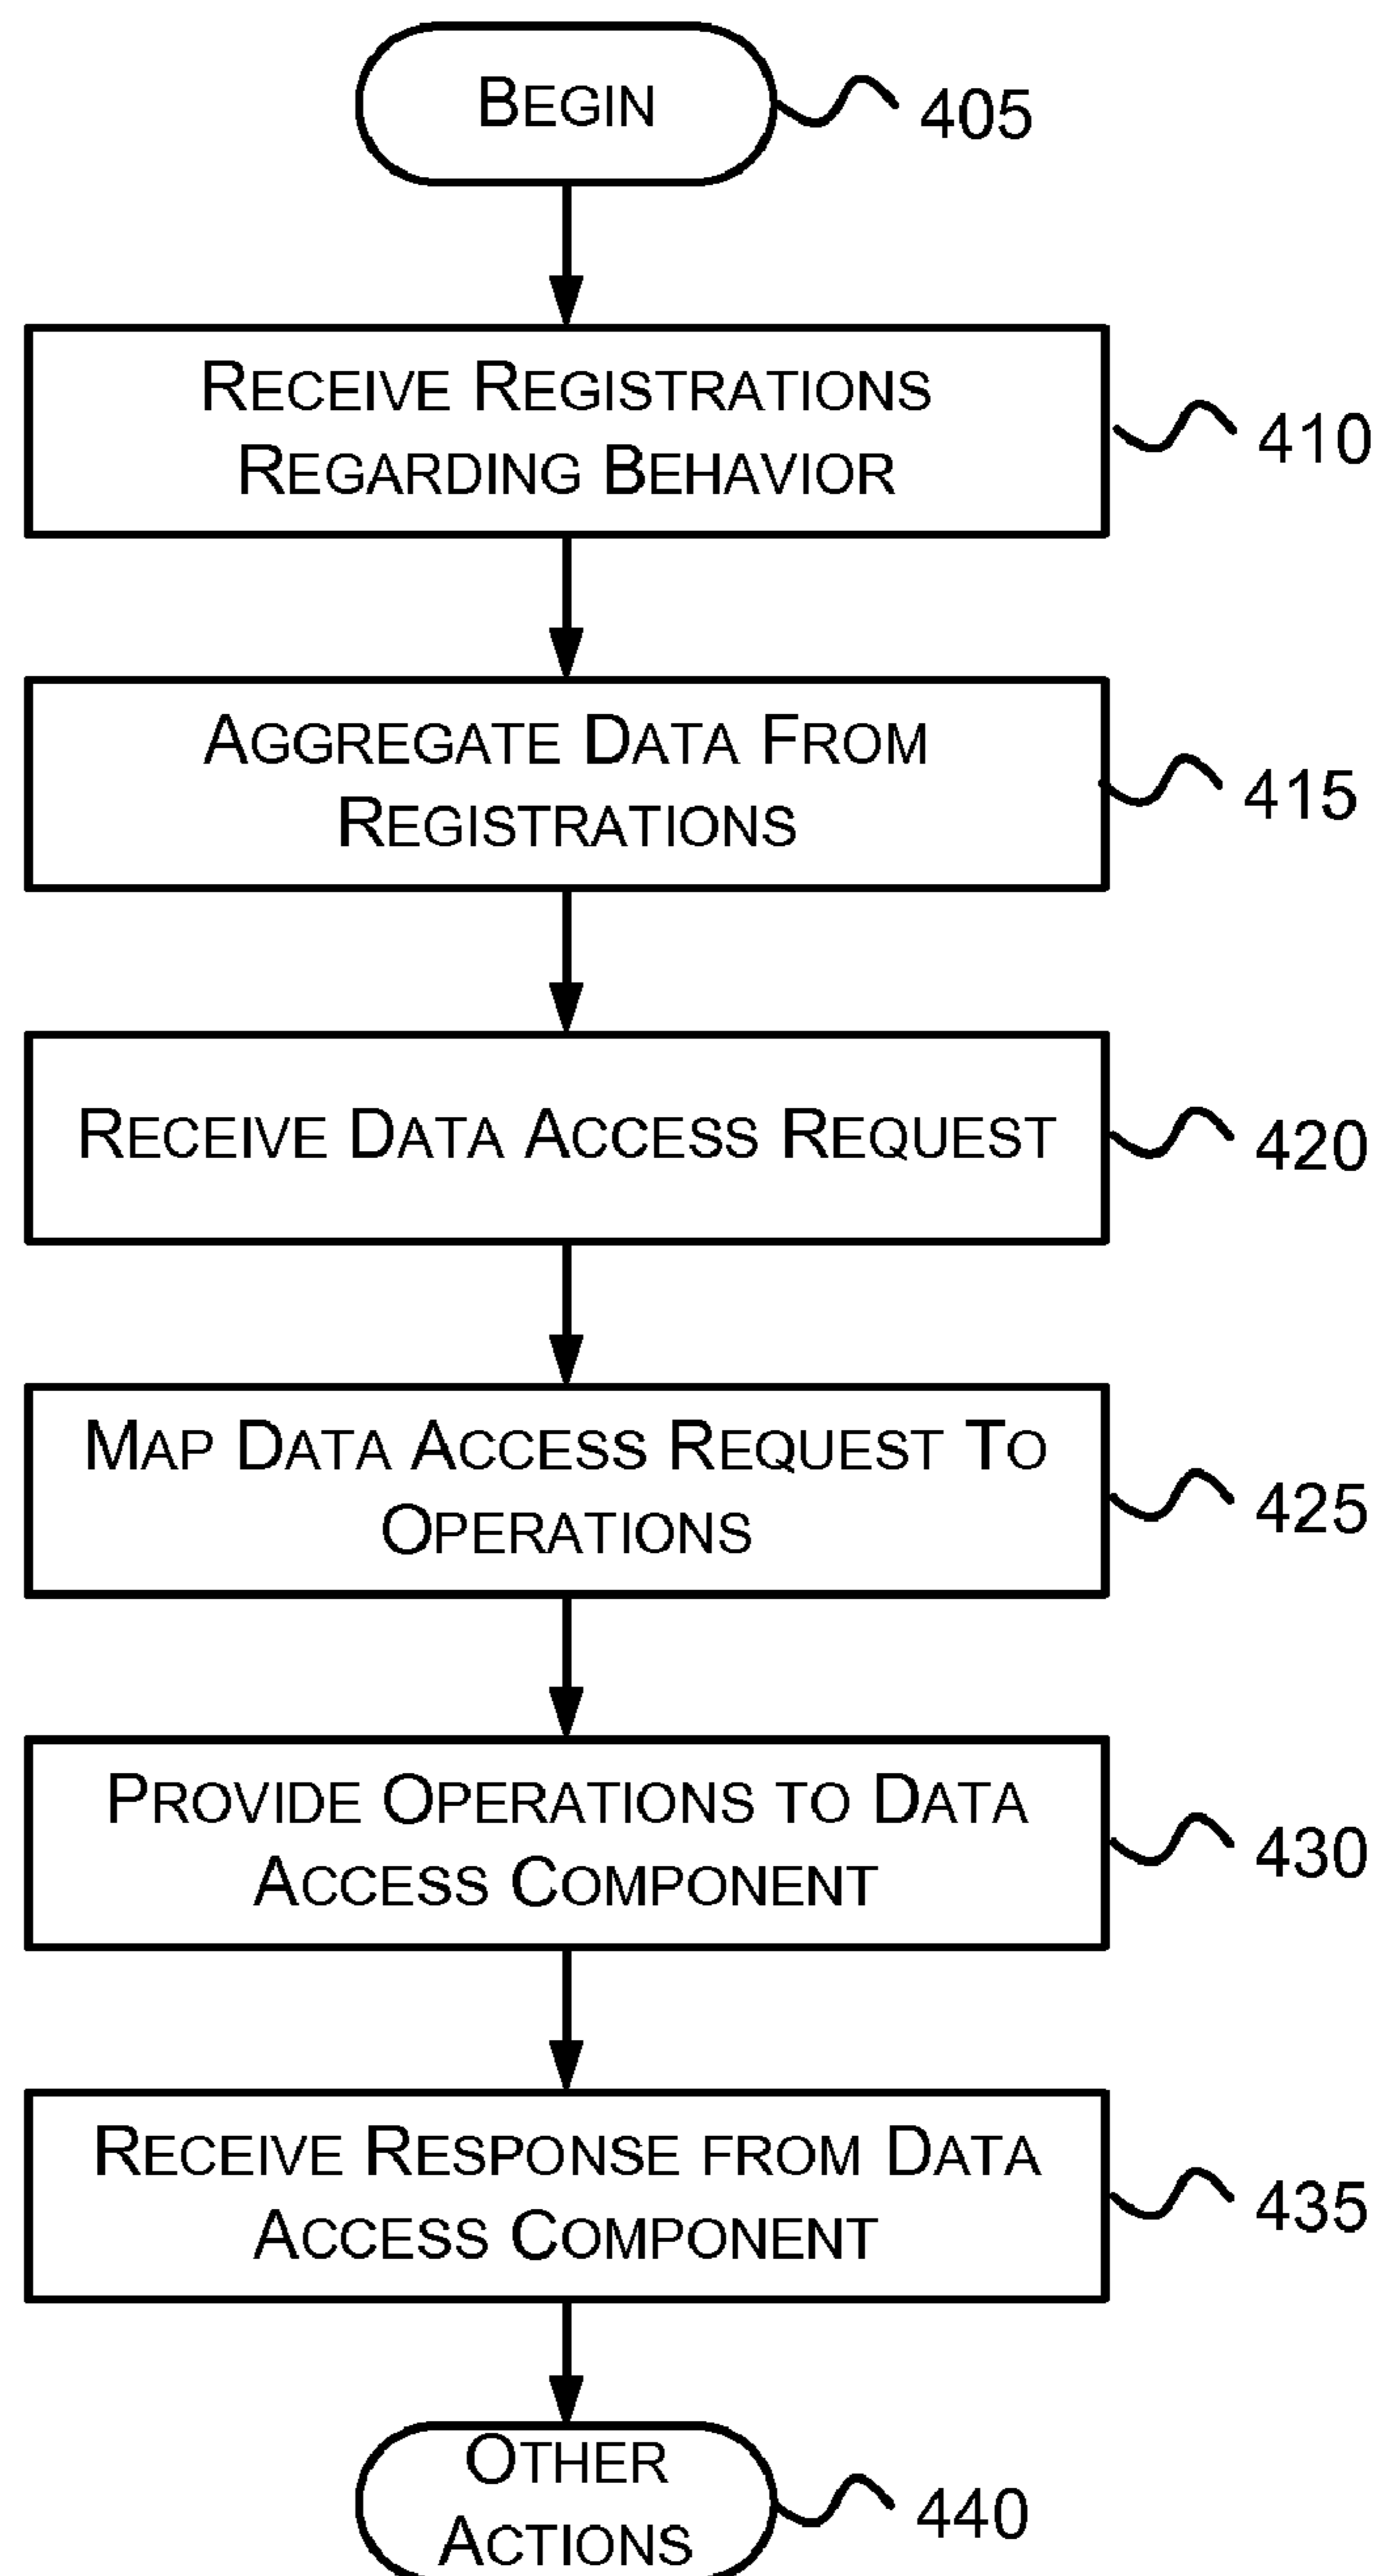 BEGIN
405
RECEIVE REGISTRATIONS
REGARDING BEHAVIOR
410
AGGREGATE DATA FROM
REGISTRATIONS
415
RECEIVE DATA ACCESS REQUEST
420
MAP DATA ACCESS REQUEST TO
OPERATIONS
425
PROVIDE OPERATIONS TO DATA
ACCESS COMPONENT
430
RECEIVE RESPONSE FROM DATA
ACCESS COMPONENT
435
OTHER
ACTIONS
440